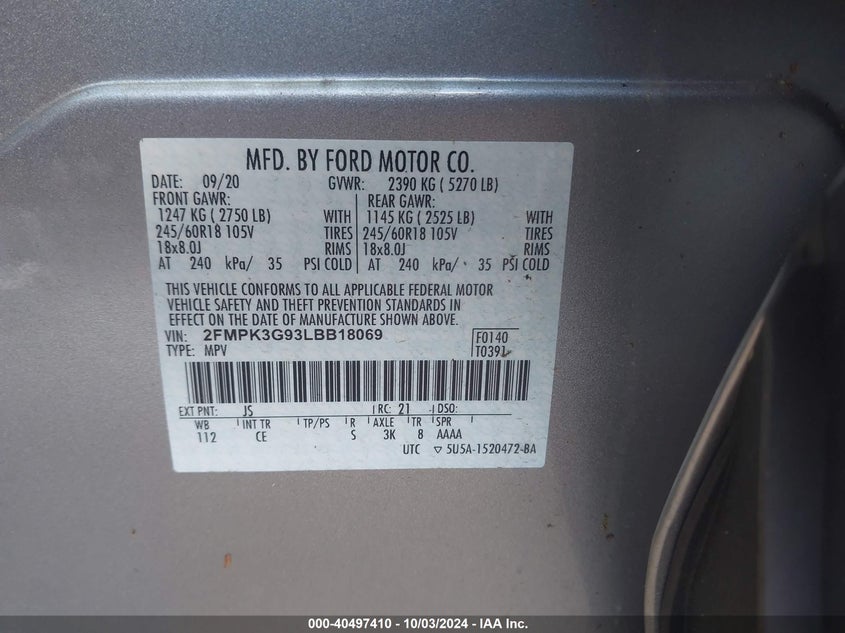 MFD. BY FORD MOTOR CO.
DATE: 09/20 GVWR: 2390 KG ( 5270 LB)
FRONT GAWR: REAR GAWR:
1247 KG ( 2750 LB) WITH 1145 KG ( 2525 LB) WITH
245/60R18 105V TIRES 245/60R18 105V TIRES
18x8.0J RIMS 18x8.0J RIMS
AT 240 kPa/ 35 PSI COLD AT 240 kPa/ 35 PSI COLD
THIS VEHICLE CONFORMS TO ALL APPLICABLE FEDERAL MOTOR
VEHICLE SAFETY AND THEFT PREVENTION STANDARDS IN
EFFECT ON THE DATE OF MANUFACTURE SHOWN ABOVE.
VIN: 2FMPK3G93LBB18069 F0140
TYPE: MPV T0391
EXT PNT: JS RC: 21 DSO:
WB INT TR TP/PS R AXLE TR SPR
112 CE S 3K 8 AAAA
UTC ▽ 5U5A-1520472-BA
000-40497410 / 10/03/2024 - IAA Inc.